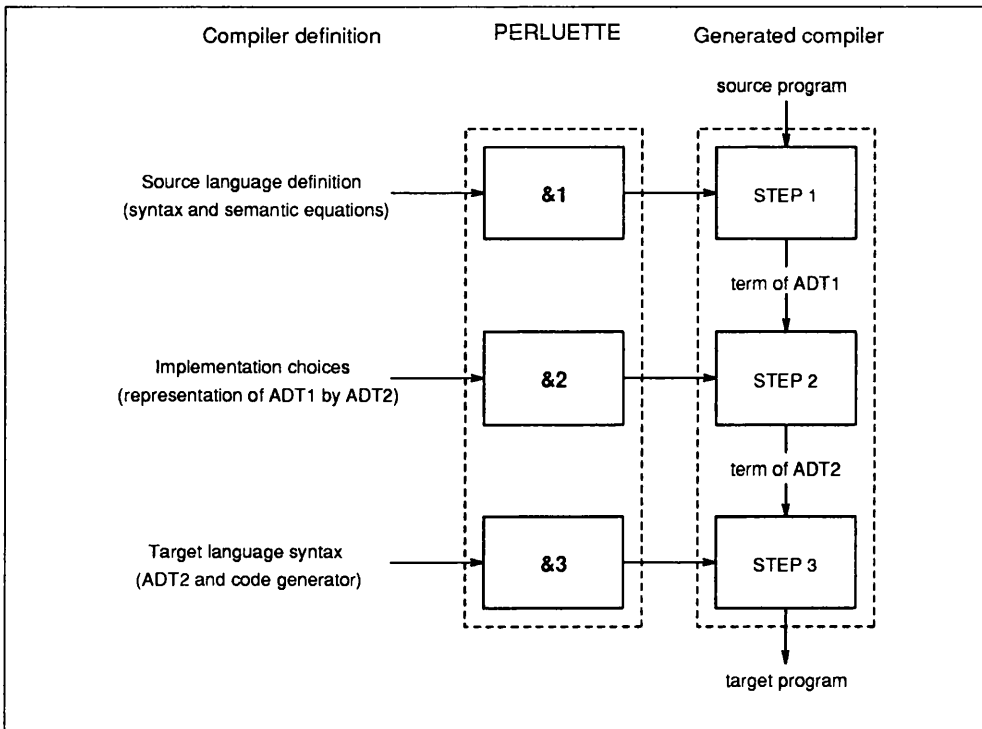 Compiler definition
PERLUETTE
Generated compiler
source program
Source language definition
(syntax and semantic equations)
&1
STEP 1
term of ADT1
Implementation choices
(representation of ADT1 by ADT2)
&2
STEP 2
term of ADT2
Target language syntax
(ADT2 and code generator)
&3
STEP 3
target program